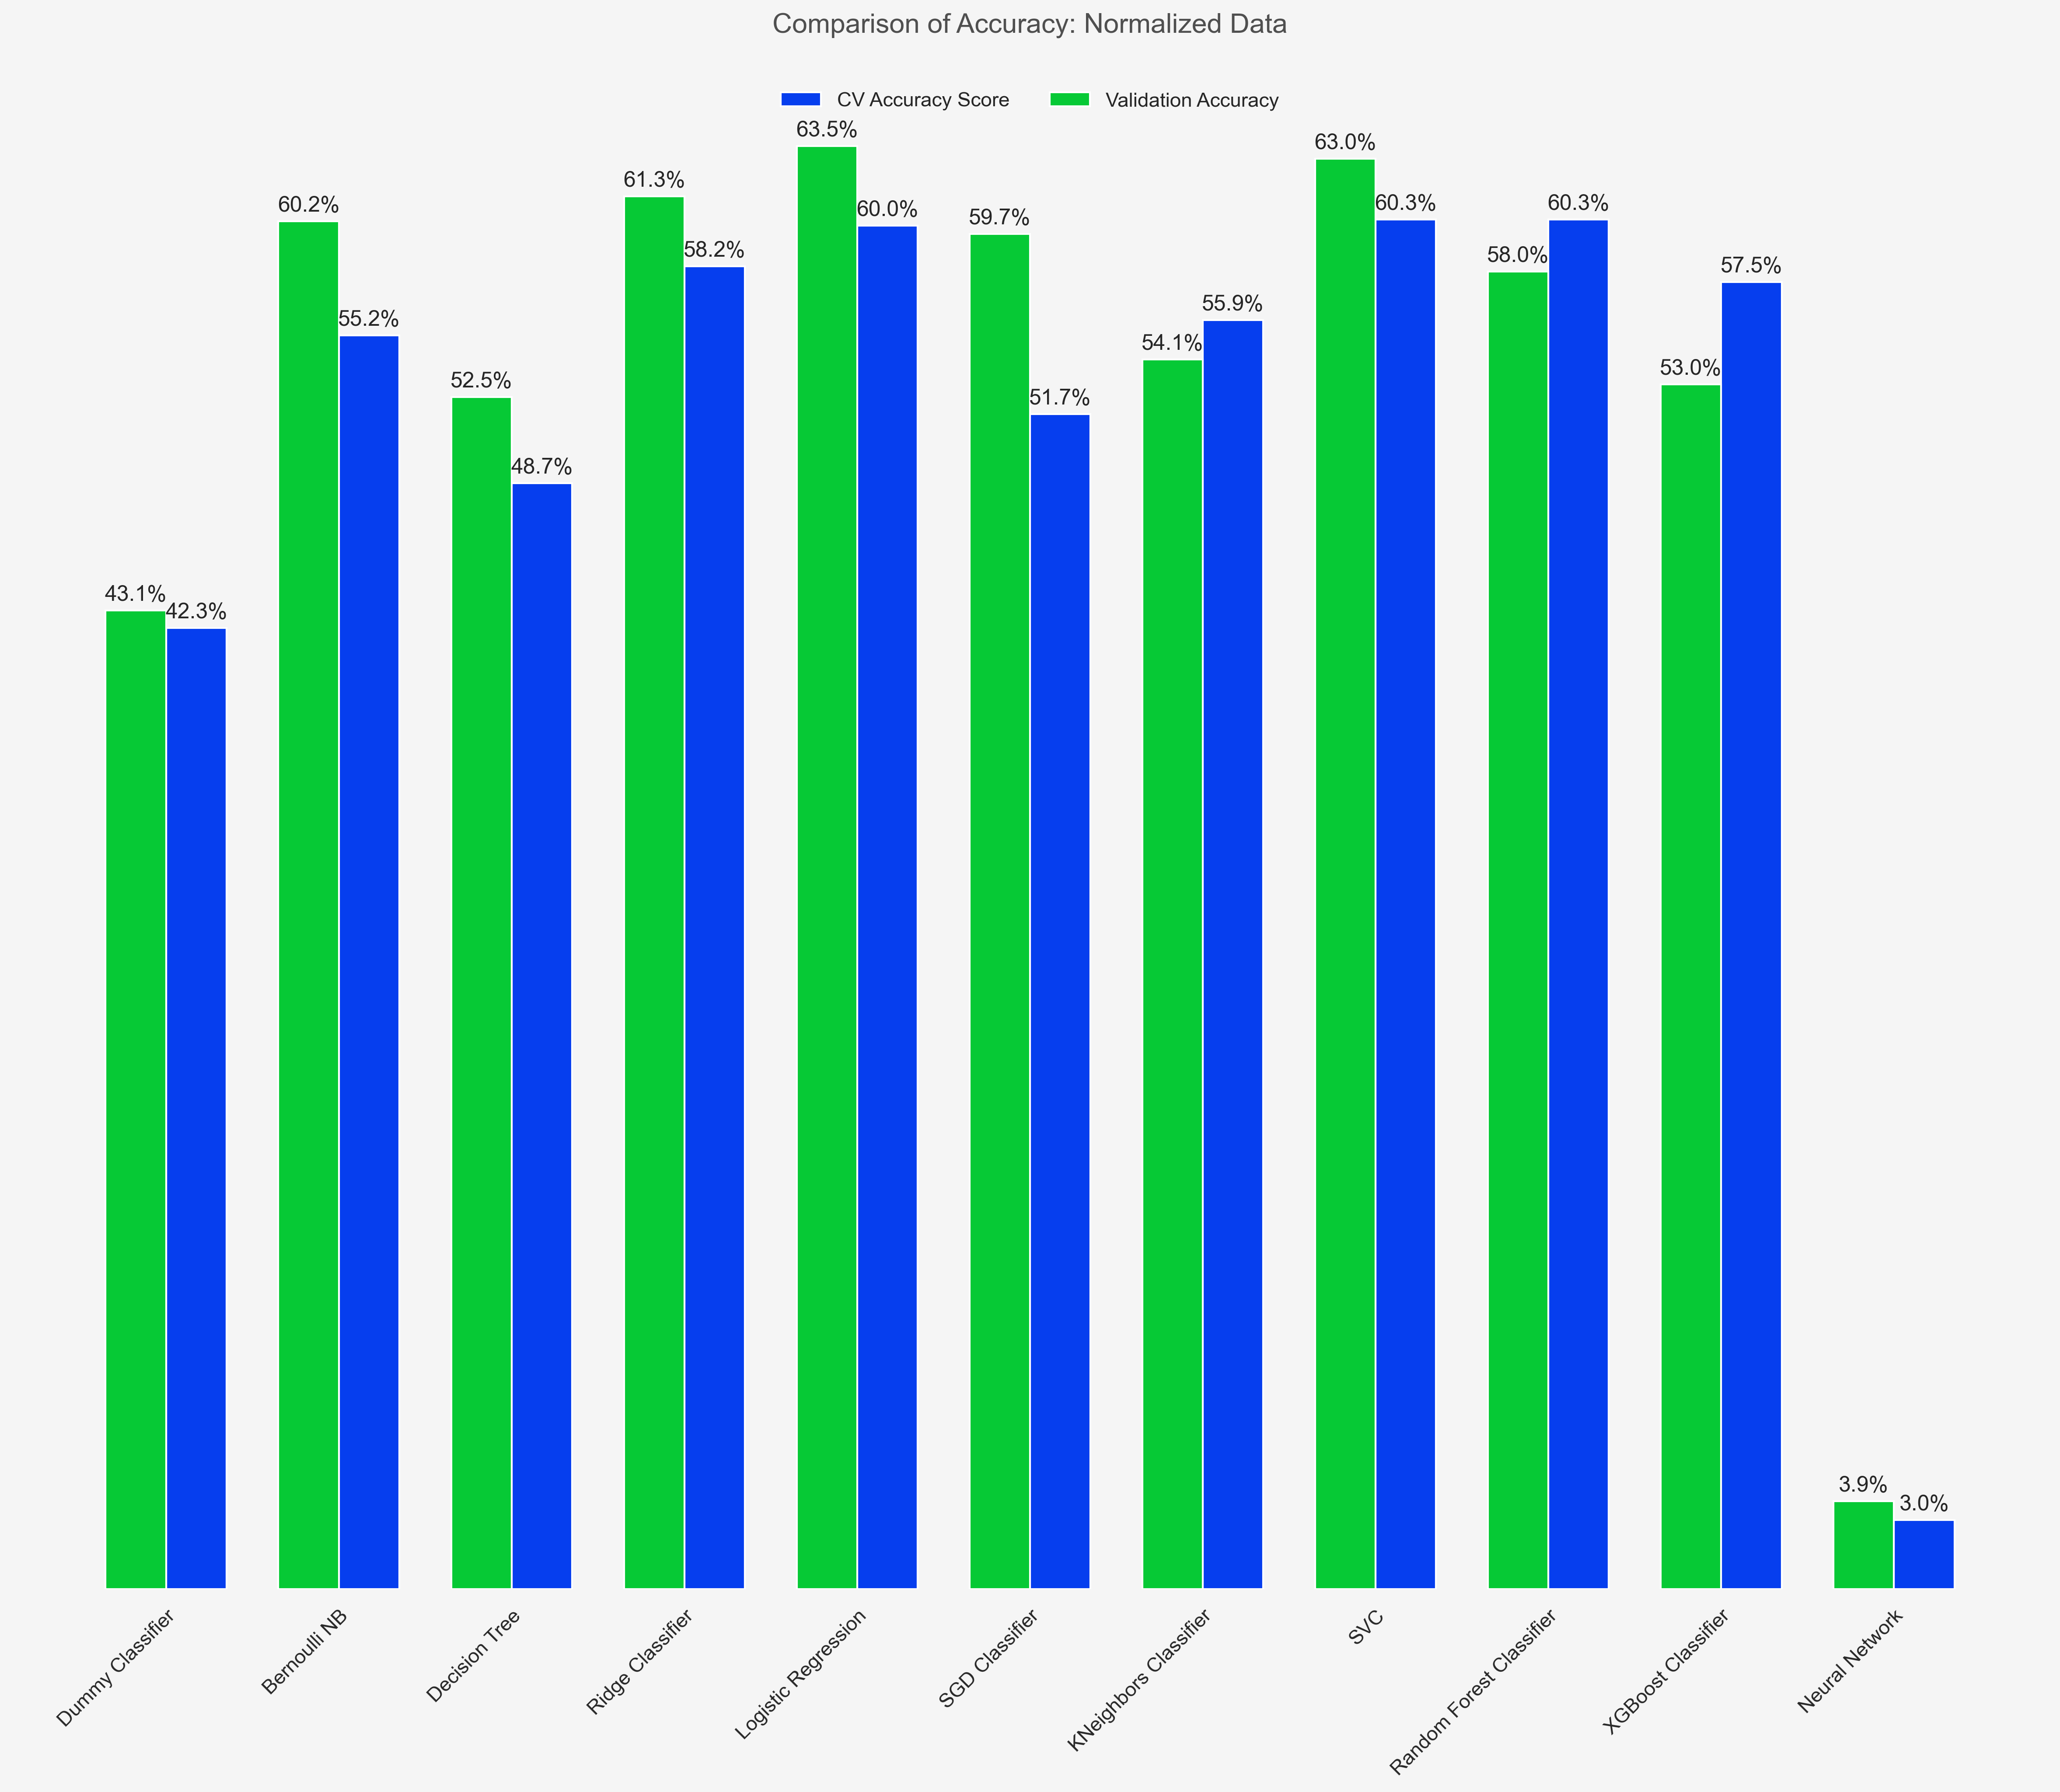 Comparison of Accuracy: Normalized Data
CV Accuracy Score Validation Accuracy
43.1% 42.3%
60.2% 55.2%
52.5% 48.7%
61.3% 58.2%
63.5% 60.0%
59.7% 51.7%
54.1% 55.9%
63.0% 60.3%
58.0% 60.3%
53.0% 57.5%
3.9% 3.0%
Dummy Classifier
Bernoulli NB
Decision Tree
Ridge Classifier
Logistic Regression
SGD Classifier
KNeighbors Classifier
SVC
Random Forest Classifier
XGBoost Classifier
Neural Network